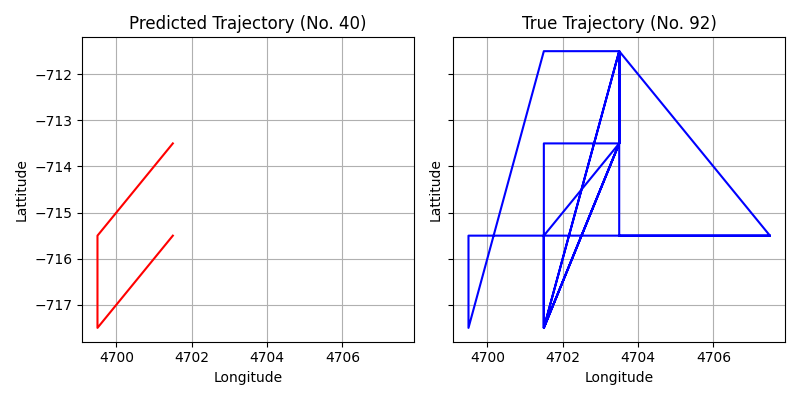 Predicted Trajectory (No. 40)
True Trajectory (No. 92)
−712
−713
−714
−715
−716
−717
Lattitude
Lattitude
4700
4702
4704
4706
4700
4702
4704
4706
Longitude
Longitude